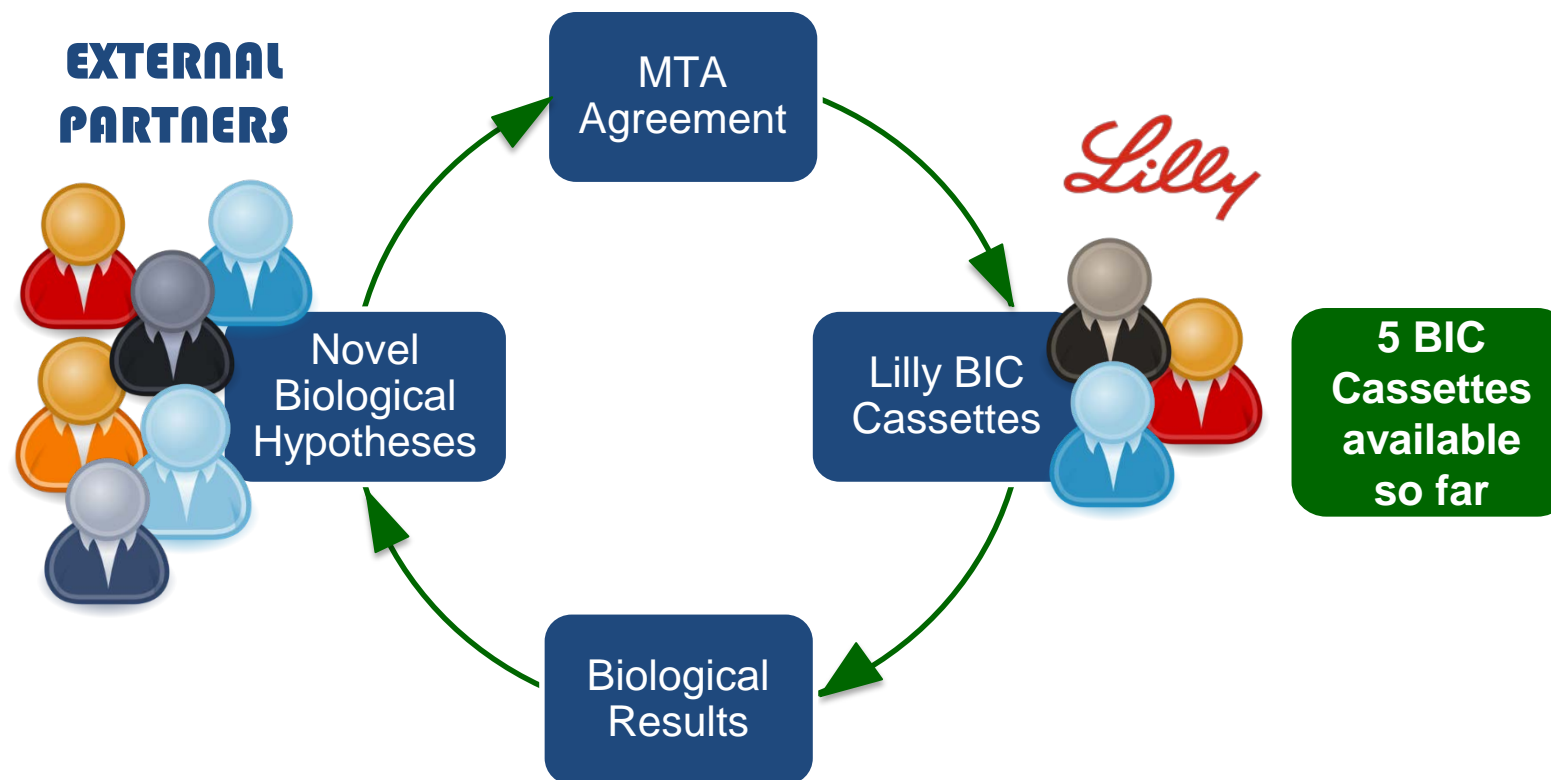 EXTERNAL
PARTNERS
MTA
Agreement
Lilly
Novel
Biological
Hypotheses
Lilly BIC
Cassettes
5 BIC
Cassettes
available
so far
Biological
Results